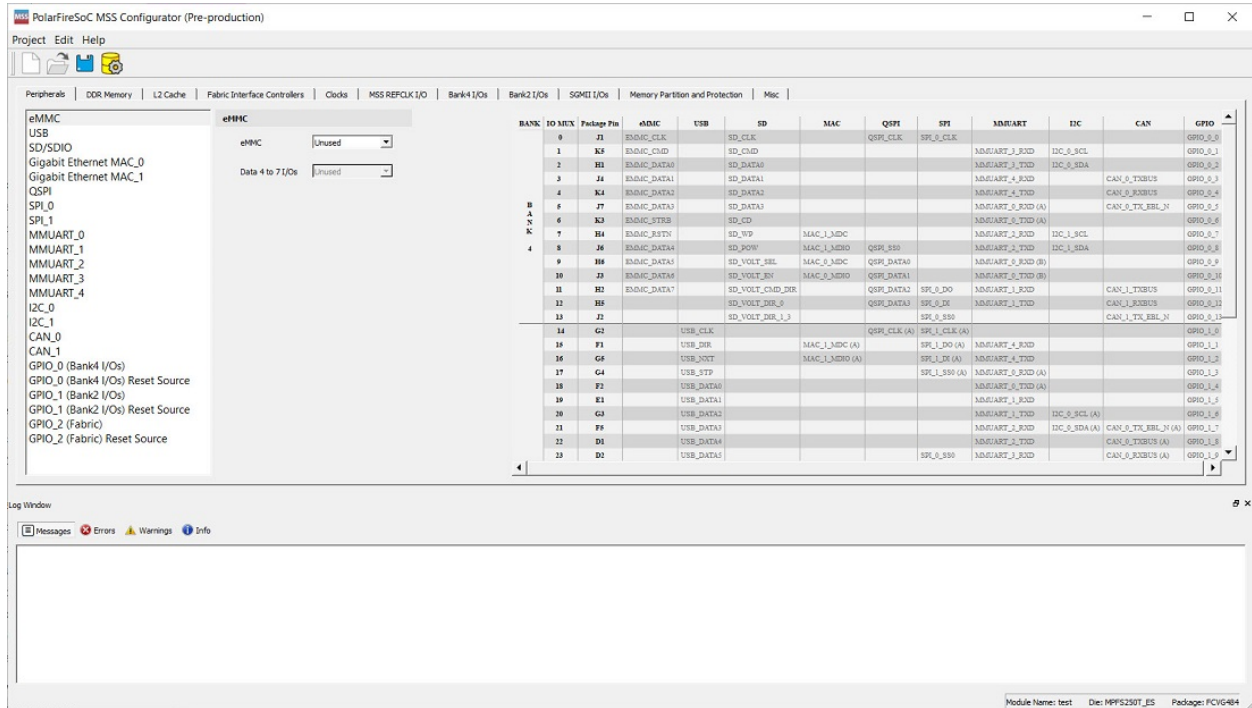 MSS PolarFireSoC MSS Configurator (Pre-production)
Project Edit Help
Peripherals DDR Memory L2 Cache Fabric Interface Controllers Clocks MSS REFCLK I/O Bank4 I/Os Bank2 I/Os SGMII I/Os Memory Partition and Protection Misc
eMMC
USB
SD/SDIO
Gigabit Ethernet MAC_0
Gigabit Ethernet MAC_1
QSPI
SPI_0
SPI_1
MMUART_0
MMUART_1
MMUART_2
MMUART_3
MMUART_4
I2C_0
I2C_1
CAN_0
CAN_1
GPIO_0 (Bank4 I/Os)
GPIO_0 (Bank4 I/Os) Reset Source
GPIO_1 (Bank2 I/Os)
GPIO_1 (Bank2 I/Os) Reset Source
GPIO_2 (Fabric)
GPIO_2 (Fabric) Reset Source
eMMC
eMMC Unused
Data 4 to 7 I/Os Unused
BANK IO MUX Package Pin eMMC USB SD MAC QSPI SPI MMUART I2C CAN GPIO
BANK 4
0 J1 EMMC_CLK SD_CLK QSPI_CLK SPI_0_CLK GPIO_0_0
1 K5 EMMC_CMD SD_CMD MMUART_3_RXD I2C_0_SCL GPIO_0_1
2 H1 EMMC_DATA0 SD_DATA0 MMUART_3_TXD I2C_0_SDA GPIO_0_2
3 J4 EMMC_DATA1 SD_DATA1 MMUART_4_RXD CAN_0_TXBUS GPIO_0_3
4 K4 EMMC_DATA2 SD_DATA2 MMUART_4_TXD CAN_0_RXBUS GPIO_0_4
5 J7 EMMC_DATA3 SD_DATA3 MMUART_0_RXD (A) CAN_0_TX_EBL_N GPIO_0_5
6 K3 EMMC_STRB SD_CD MMUART_0_TXD (A) GPIO_0_6
7 H4 EMMC_RSTN SD_WP MAC_1_MDC MMUART_2_RXD I2C_1_SCL GPIO_0_7
8 J6 EMMC_DATA4 SD_POW MAC_1_MDIO QSPI_SS0 MMUART_2_TXD I2C_1_SDA GPIO_0_8
9 H6 EMMC_DATA5 SD_VOLT_SEL MAC_0_MDC QSPI_DATA0 MMUART_0_RXD (B) GPIO_0_9
10 J3 EMMC_DATA6 SD_VOLT_EN MAC_0_MDIO QSPI_DATA1 MMUART_0_TXD (B) GPIO_0_10
11 H2 EMMC_DATA7 SD_VOLT_CMD_DIR QSPI_DATA2 SPI_0_DO MMUART_1_RXD CAN_1_TXBUS GPIO_0_11
12 H5 SD_VOLT_DIR_0 QSPI_DATA3 SPI_0_DI MMUART_1_TXD CAN_1_RXBUS GPIO_0_12
13 J2 SD_VOLT_DIR_1_3 SPI_0_SS0 CAN_1_TX_EBL_N GPIO_0_13
14 G2 USB_CLK QSPI_CLK (A) SPI_1_CLK (A) GPIO_1_0
15 F1 USB_DIR MAC_1_MDC (A) SPI_1_DO (A) MMUART_4_RXD GPIO_1_1
16 G5 USB_NXT MAC_1_MDIO (A) SPI_1_DI (A) MMUART_4_TXD GPIO_1_2
17 G4 USB_STP SPI_1_SS0 (A) MMUART_0_RXD (A) GPIO_1_3
18 F2 USB_DATA0 MMUART_0_TXD (A) GPIO_1_4
19 E1 USB_DATA1 MMUART_1_RXD GPIO_1_5
20 G3 USB_DATA2 MMUART_1_TXD I2C_0_SCL (A) GPIO_1_6
21 F5 USB_DATA3 MMUART_2_RXD I2C_0_SDA (A) CAN_0_TX_EBL_N (A) GPIO_1_7
22 D1 USB_DATA4 MMUART_2_TXD CAN_0_TXBUS (A) GPIO_1_8
23 D2 USB_DATA5 SPI_0_SS0 MMUART_3_RXD CAN_0_RXBUS (A) GPIO_1_9
Log Window
Messages Errors Warnings Info
Module Name: test Die: MPFS250T_ES Package: FCVG484